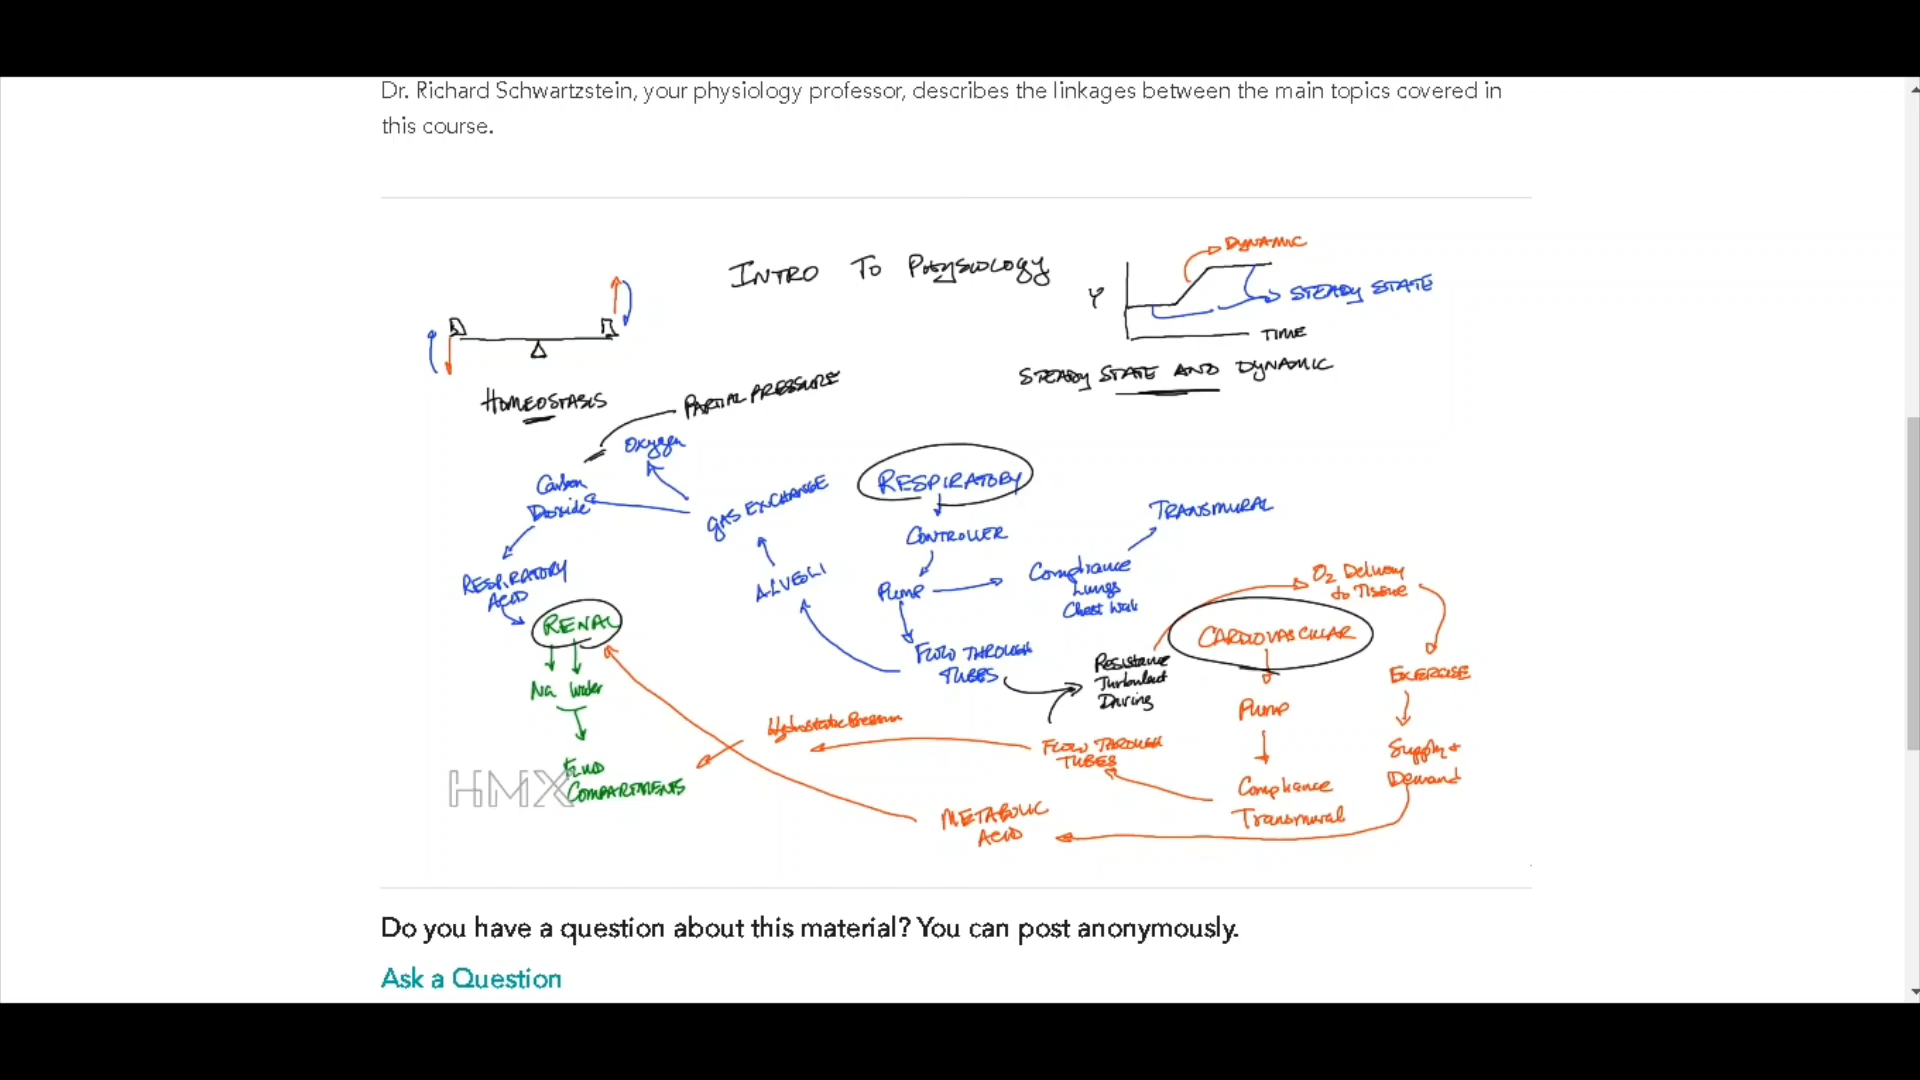 Dr. Richard Schwartzstein, your physiology professor, describes the linkages between the main topics covered in
this course.
INTRO TO PHYSIOLOGY
DYNAMIC
Y
STEADY STATE
TIME
STEADY STATE AND DYNAMIC
HOMEOSTASIS
PARTIAL PRESSURE
Oxygen
Carbon
Dioxide
GAS EXCHANGE
RESPIRATORY
CONTROLLER
TRANSMURAL
RESPIRATORY
ACID
ALVEOLI
Pump
Compliance
Lungs
Chest Wall
O2 Delivery
to Tissue
RENAL
CARDIOVASCULAR
FLOW THROUGH
TUBES
Resistance
Turbulent
Driving
EXERCISE
Na Water
Pump
Hydrostatic Pressure
FLOW THROUGH
TUBES
Supply +
Demand
FLUID
COMPARTMENTS
HMX
Compliance
Transmural
METABOLIC
ACID
Do you have a question about this material? You can post anonymously.
Ask a Question